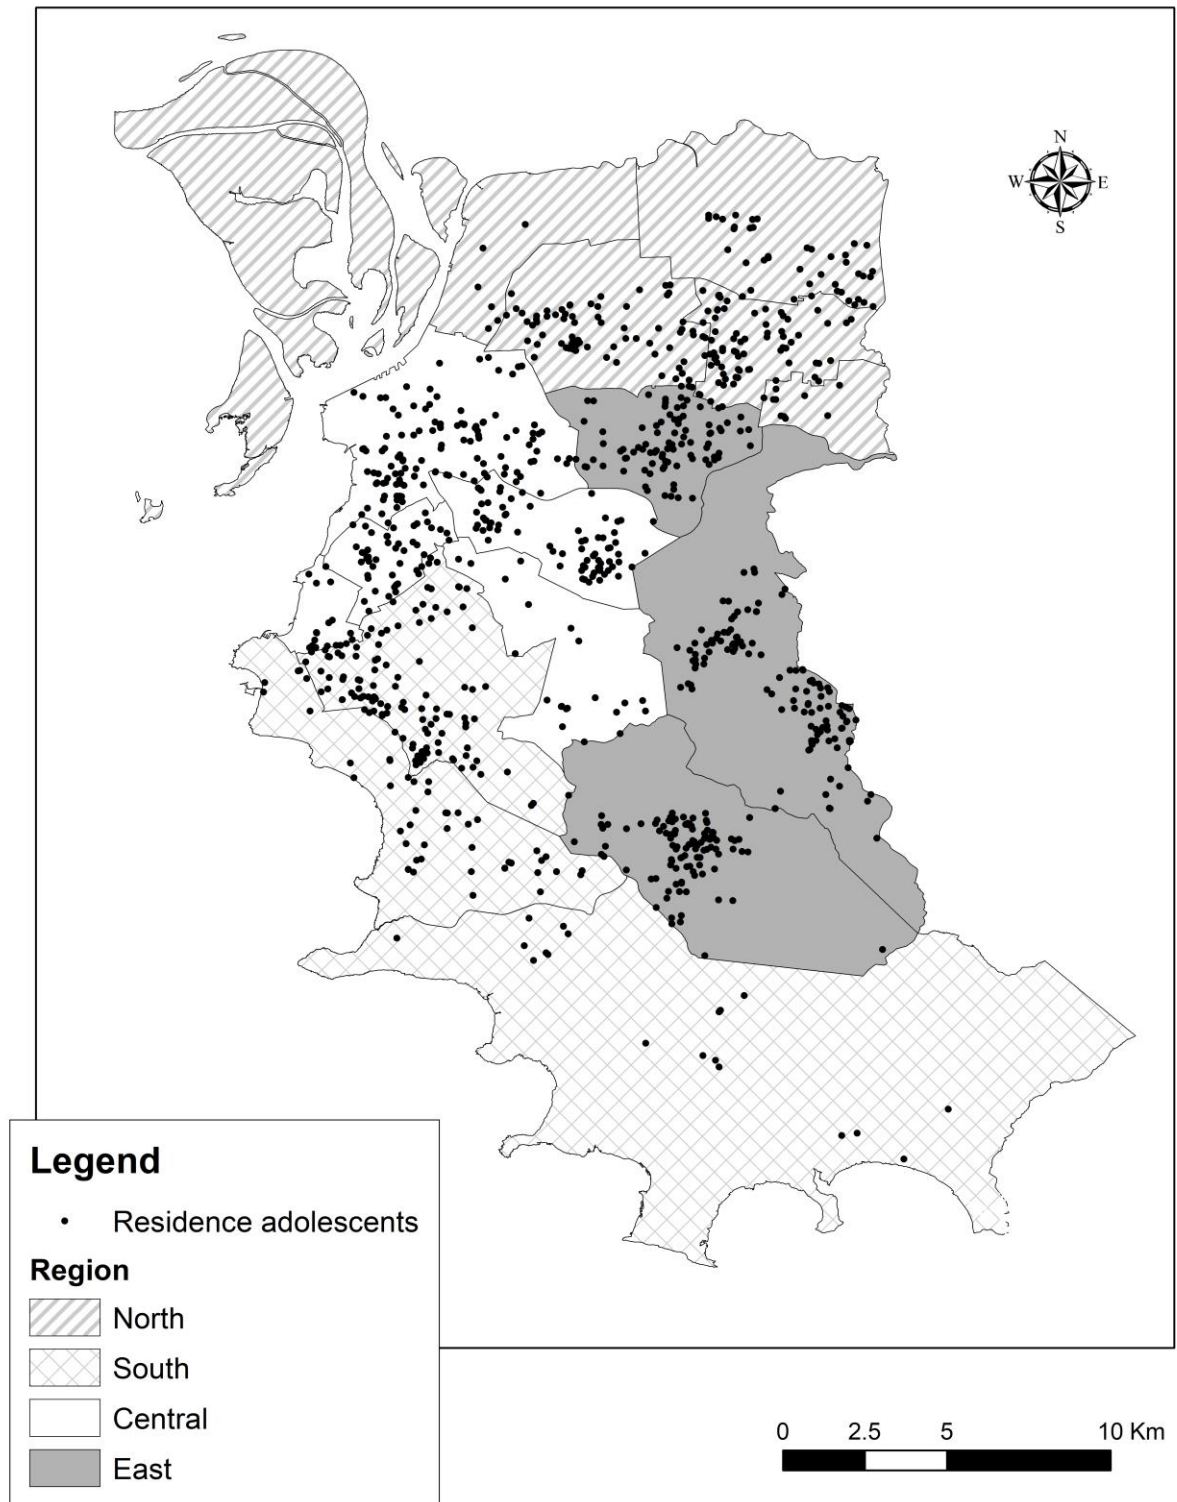 N
W E
S
Legend
Residence adolescents
Region
North
South
Central
East
0 2.5 5 10 Km